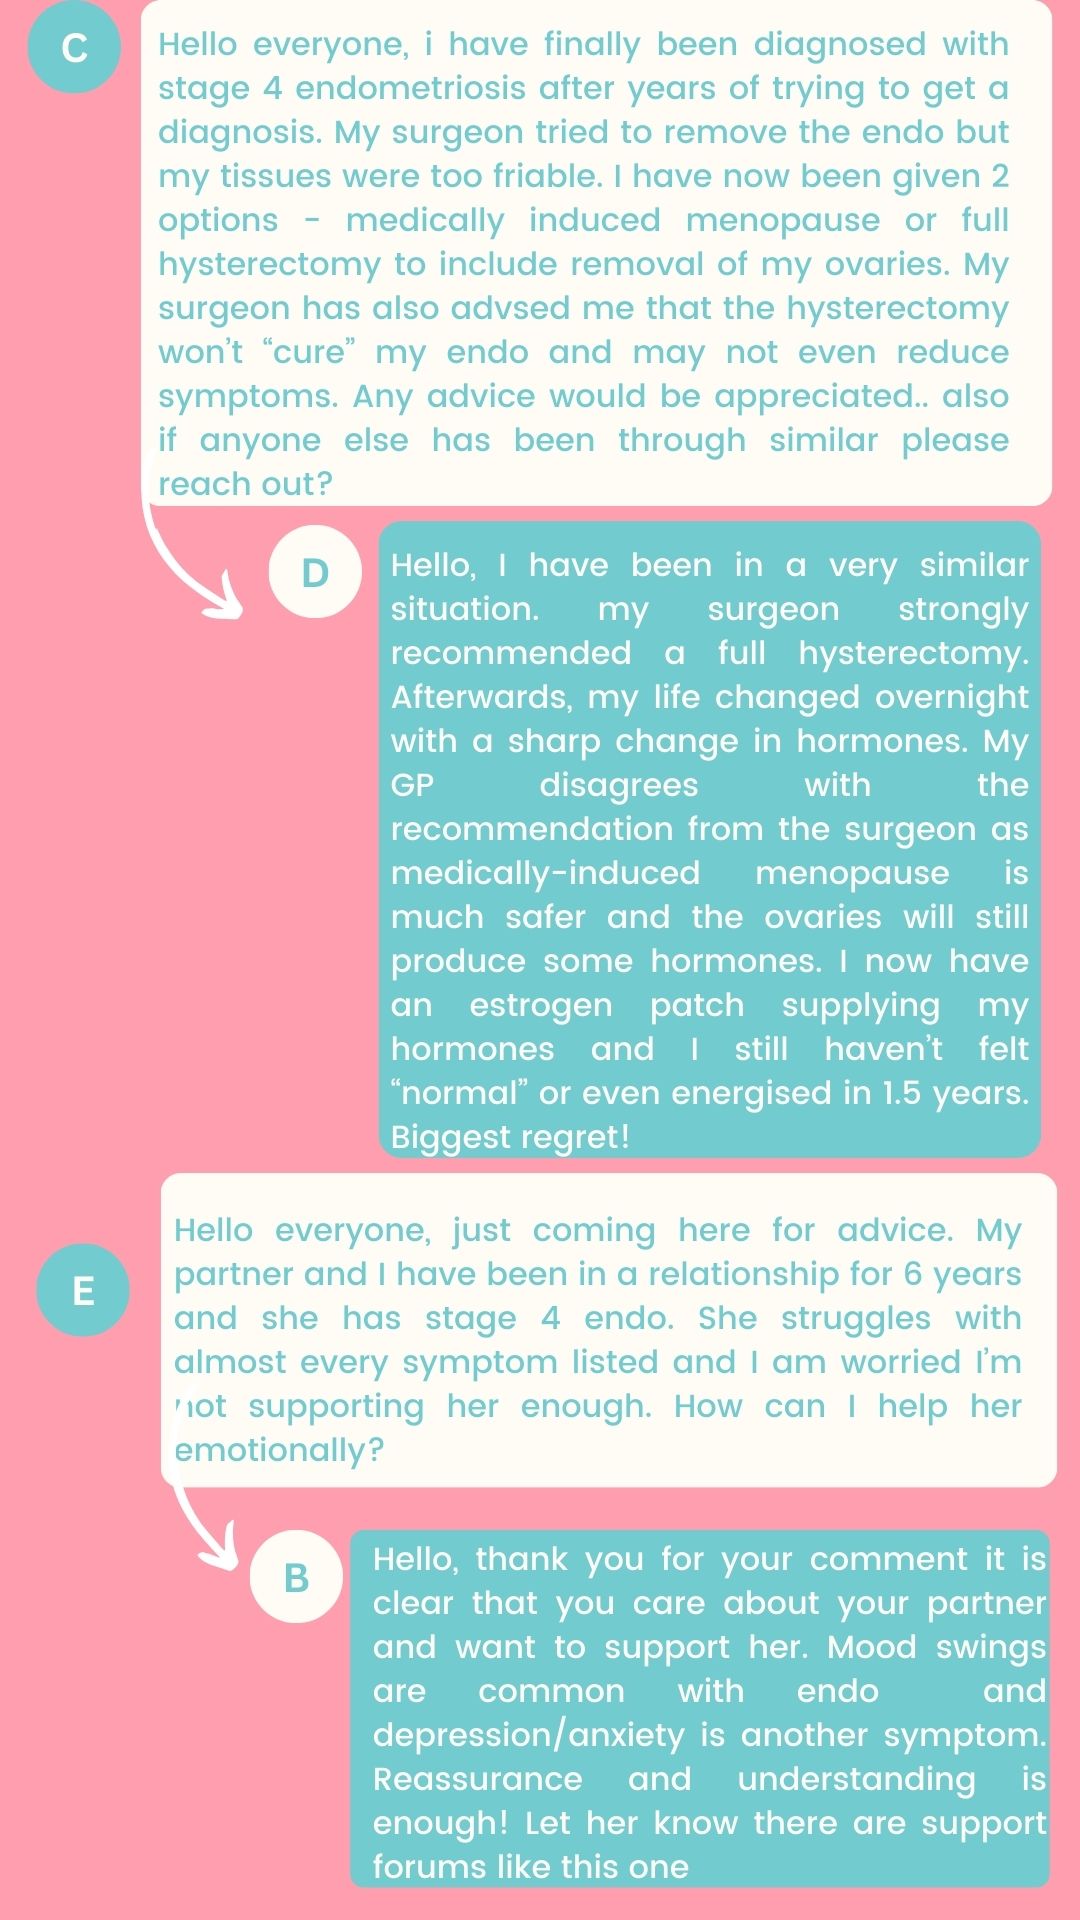 C
Hello everyone, i have finally been diagnosed with
stage 4 endometriosis after years of trying to get a
diagnosis. My surgeon tried to remove the endo but
my tissues were too friable. I have now been given 2
options - medically induced menopause or full
hysterectomy to include removal of my ovaries. My
surgeon has also advsed me that the hysterectomy
won't “cure” my endo and may not even reduce
symptoms. Any advice would be appreciated.. also
if anyone else has been through similar please
reach out?
D
Hello, I have been in a very similar
situation. my surgeon strongly
recommended a full hysterectomy.
Afterwards, my life changed overnight
with a sharp change in hormones. My
GP disagrees with the
recommendation from the surgeon as
medically-induced menopause is
much safer and the ovaries will still
produce some hormones. I now have
an estrogen patch supplying my
hormones and I still haven't felt
“normal” or even energised in 1.5 years.
Biggest regret!
E
Hello everyone, just coming here for advice. My
partner and I have been in a relationship for 6 years
and she has stage 4 endo. She struggles with
almost every symptom listed and I am worried I'm
not supporting her enough. How can I help her
emotionally?
B
Hello, thank you for your comment it is
clear that you care about your partner
and want to support her. Mood swings
are common with endo and
depression/anxiety is another symptom.
Reassurance and understanding is
enough! Let her know there are support
forums like this one